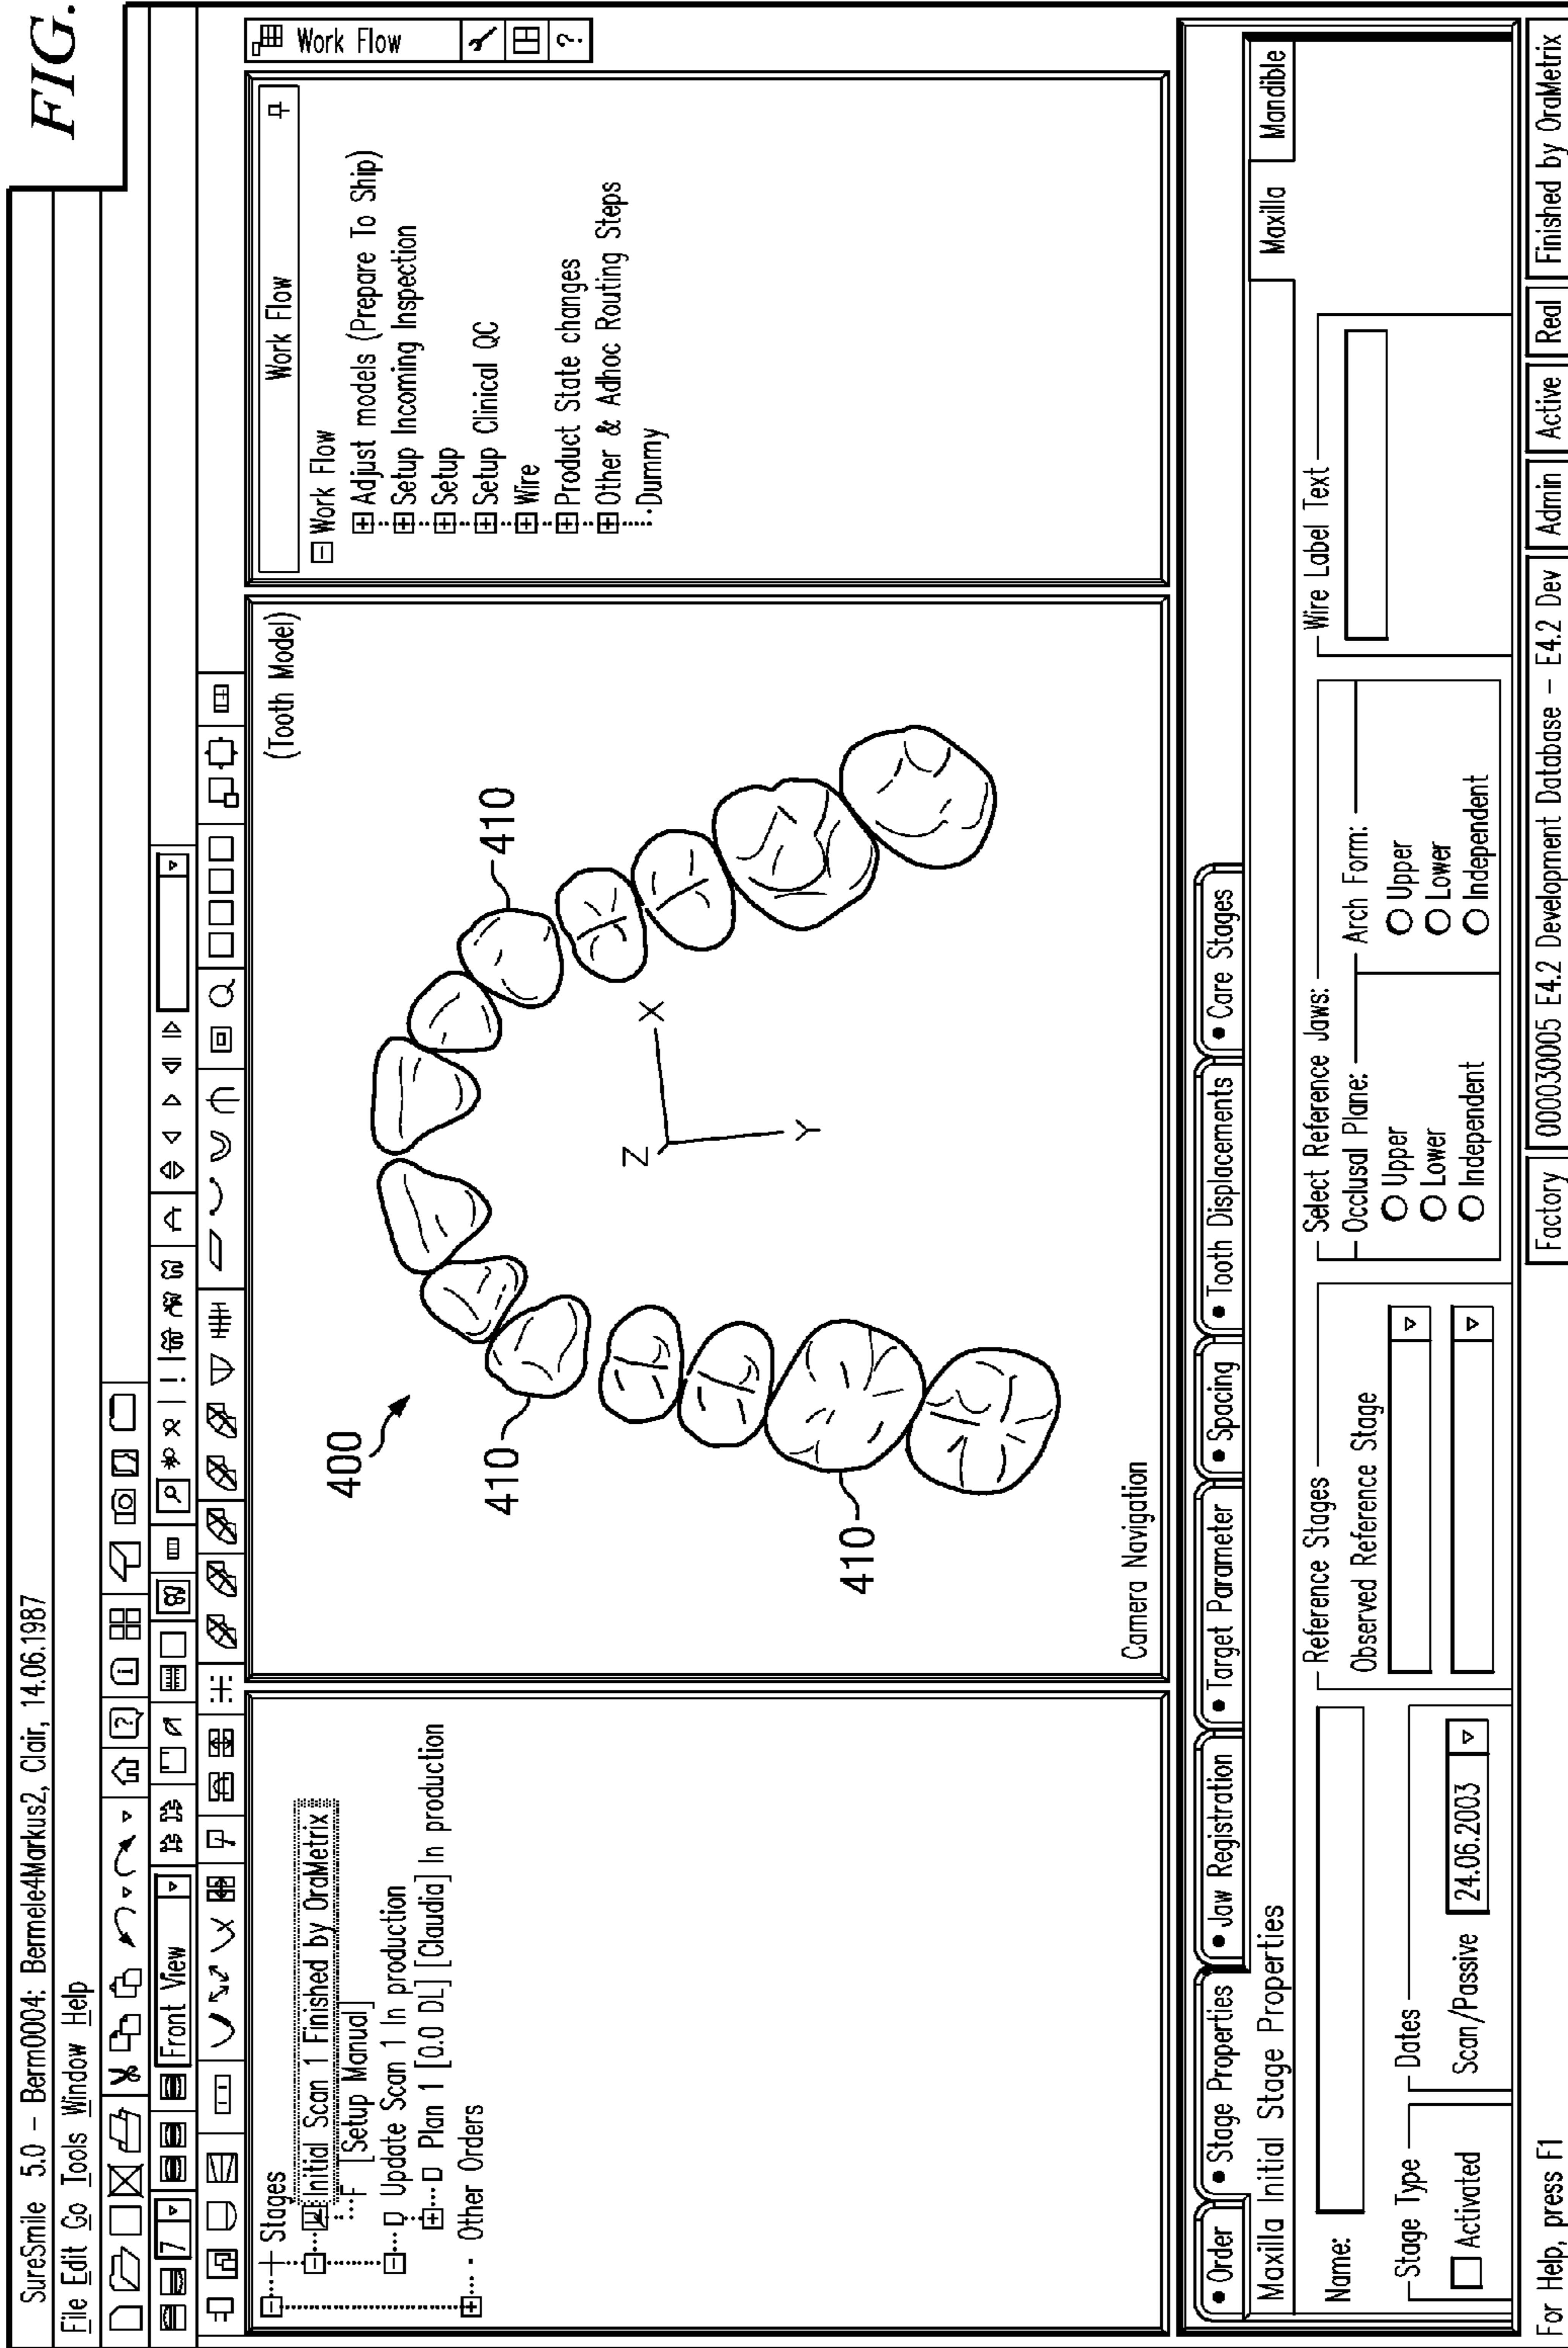 FIG.
SureSmile 5.0 - Berm0004: Bermele4Markus2, Clair, 14.06.1987
File Edit Go Tools Window Help
7
Front View
Stages
Initial Scan 1 Finished by OraMetrix
F [Setup Manual]
Update Scan 1 In production
Plan 1 [0.0 DL] [Claudia] In production
Other Orders
(Tooth Model)
400
410
410
410
Z
X
Y
Camera Navigation
Work Flow
Work Flow
Adjust models (Prepare To Ship)
Setup Incoming Inspection
Setup
Setup Clinical QC
Wire
Product State changes
Other & Adhoc Routing Steps
Dummy
Work Flow
?
Order
Stage Properties
Jaw Registration
Target Parameter
Spacing
Tooth Displacements
Care Stages
Maxilla Initial Stage Properties
Maxilla
Mandible
Name:
Stage Type
Activated
Dates
Scan/Passive 24.06.2003
Reference Stages
Observed Reference Stage
Select Reference Jaws:
Occlusal Plane:
Upper
Lower
Independent
Arch Form:
Upper
Lower
Independent
Wire Label Text
For Help, press F1
Factory
000030005 E4.2 Development Database - E4.2 Dev
Admin
Active
Real
Finished by OraMetrix